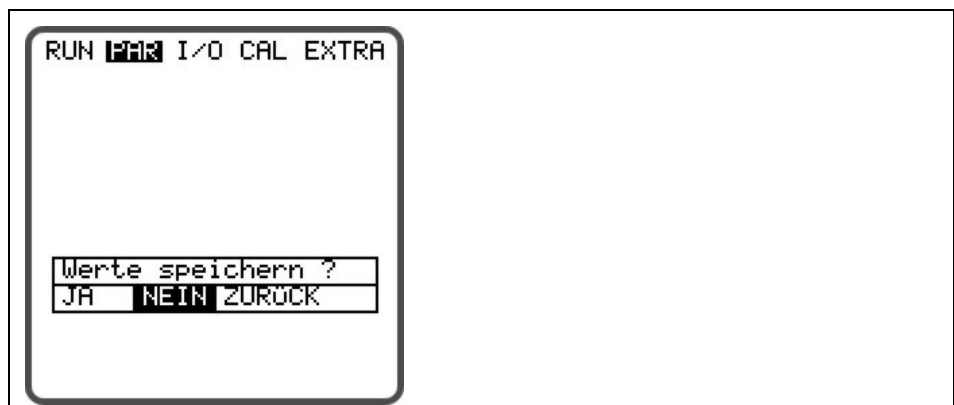 RUN PAR I/O CAL EXTRA
Werte speichern ?
JA NEIN ZURÜCK